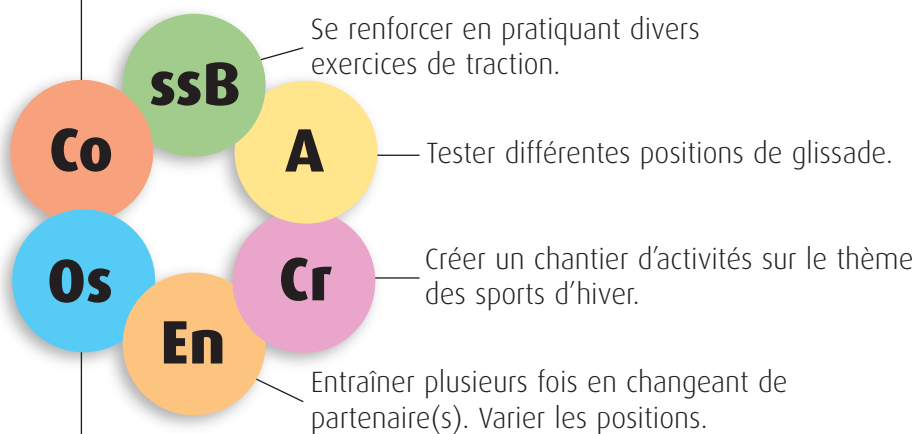 ssB
Se renforcer en pratiquant divers
exercices de traction.
Co
A
Tester différentes positions de glissade.
Os
Cr
Créer un chantier d'activités sur le thème
des sports d'hiver.
En
Entraîner plusieurs fois en changeant de
partenaire(s). Varier les positions.